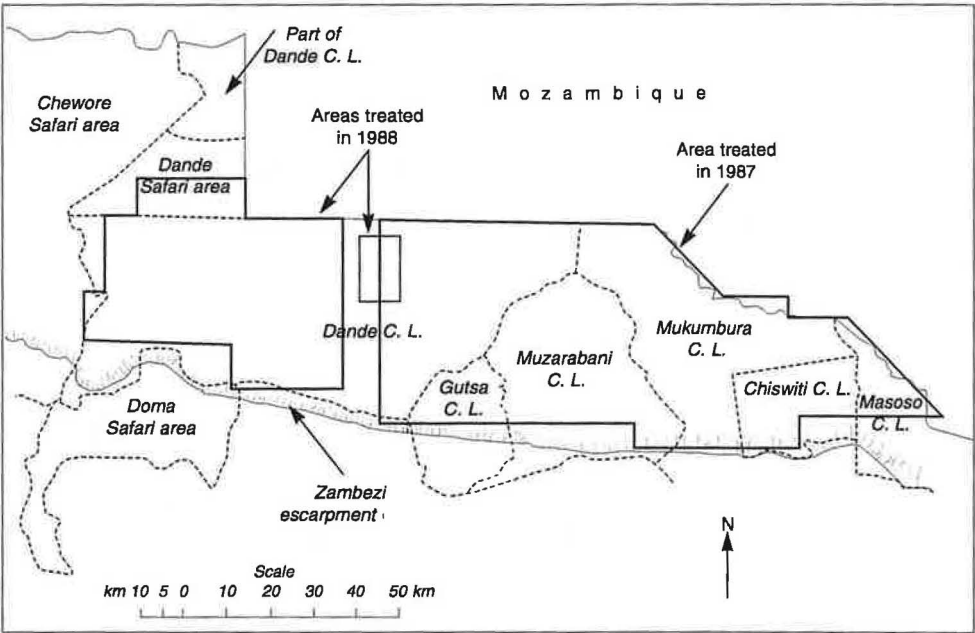 Part of
Dande C. L.
Mozambique
Chewore
Safari area
Areas treated
in 1988
Area treated
in 1987
Dande
Safari area
Dande C. L.
Mukumbura
C. L.
Muzarabani
C. L.
Gutsa
C. L.
Chiswiti C. L.
Masoso
C. L.
Doma
Safari area
Zambezi
escarpment
N
Scale
km 10 5 0 10 20 30 40 50 km